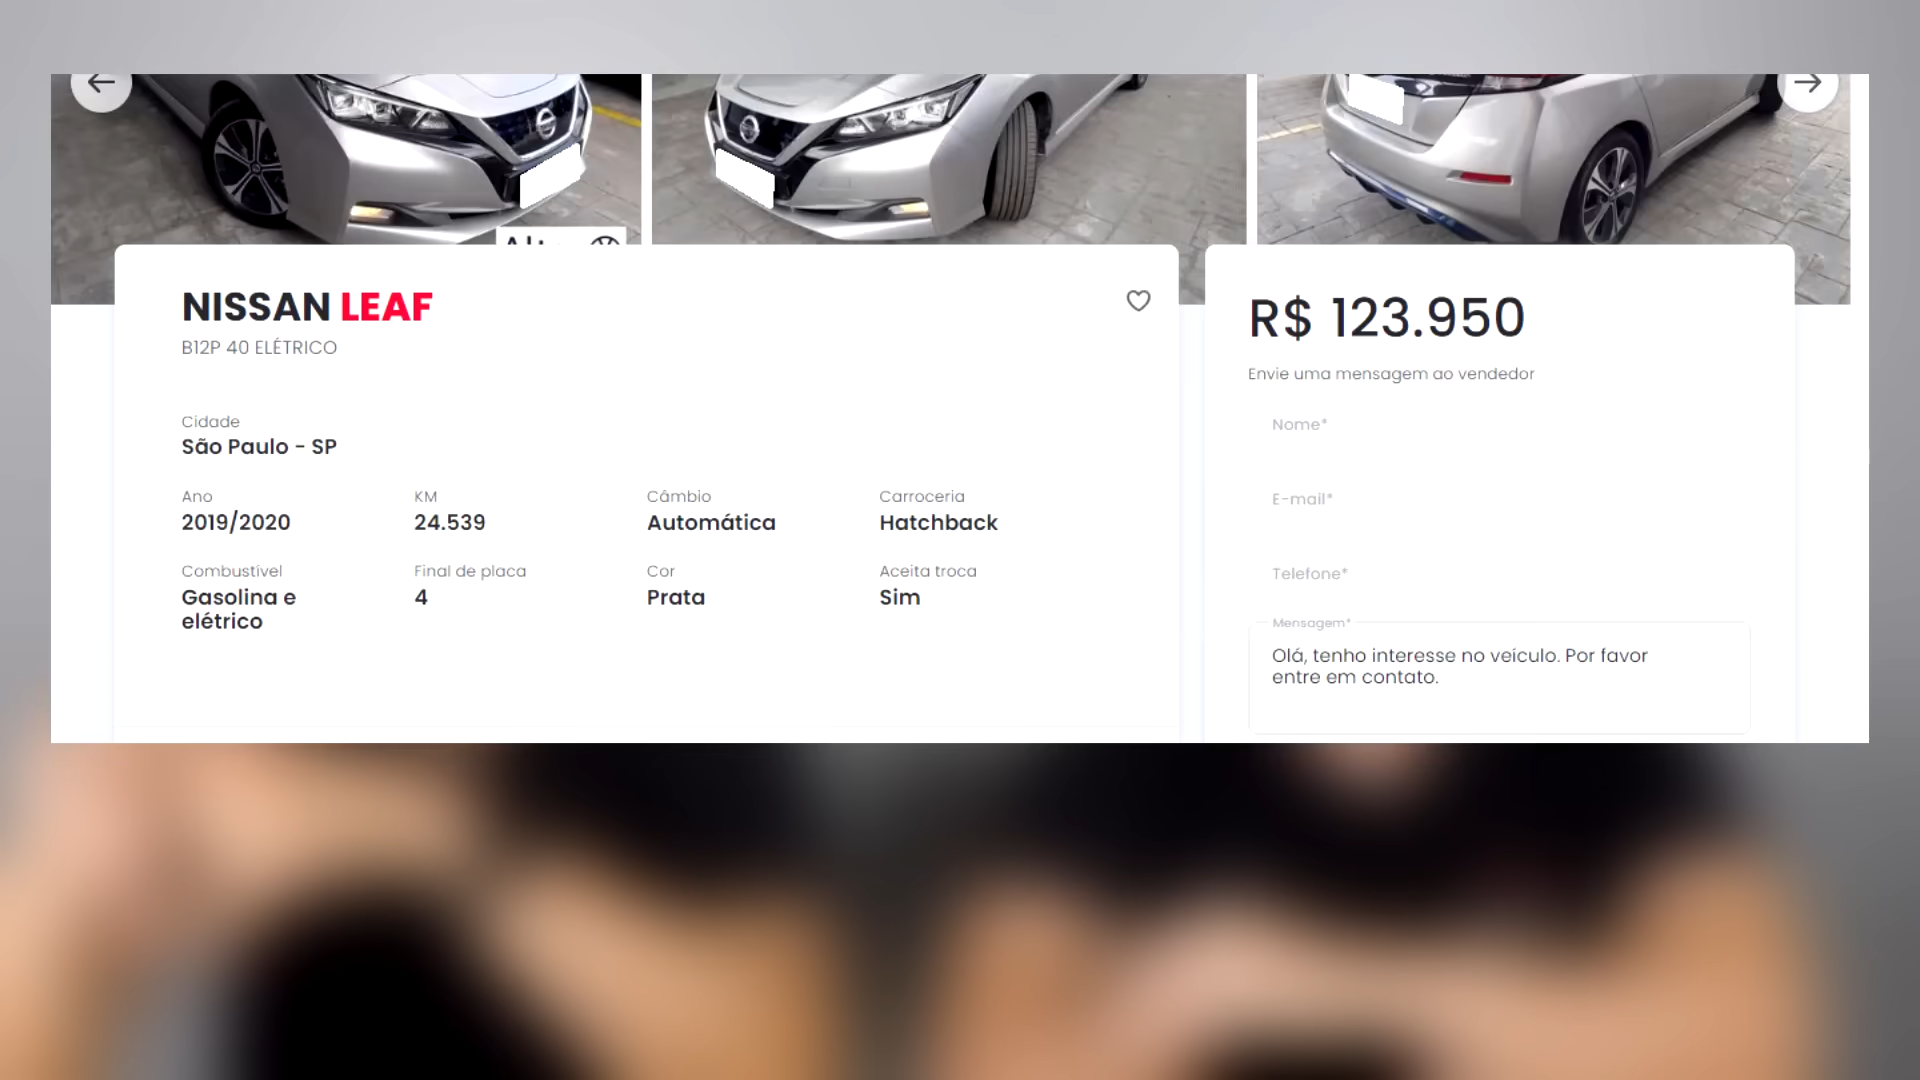 NISSAN LEAF
B12P 40 ELÉTRICO
Cidade
São Paulo - SP
Ano
2019/2020
KM
24.539
Câmbio
Automática
Carroceria
Hatchback
Combustível
Gasolina e
elétrico
Final de placa
4
Cor
Prata
Aceita troca
Sim
R$ 123.950
Envie uma mensagem ao vendedor
Nome*
E-mail*
Telefone*
Mensagem*
Olá, tenho interesse no veículo. Por favor
entre em contato.